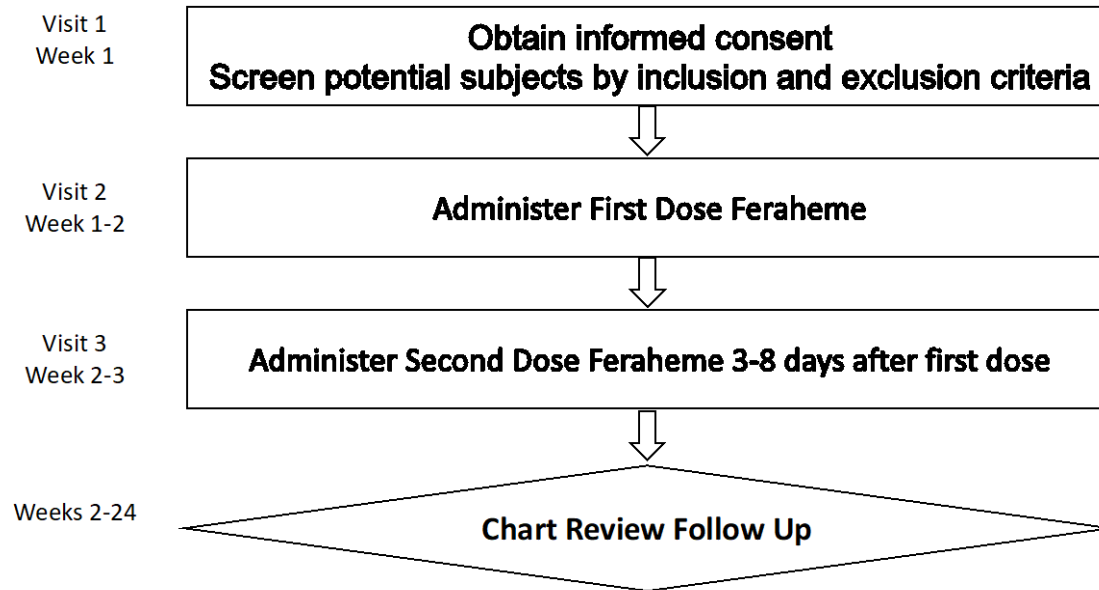 Visit 1
Week 1
Obtain informed consent
Screen potential subjects by inclusion and exclusion criteria
Visit 2
Week 1-2
Administer First Dose Feraheme
Visit 3
Week 2-3
Administer Second Dose Feraheme 3-8 days after first dose
Weeks 2-24
Chart Review Follow Up